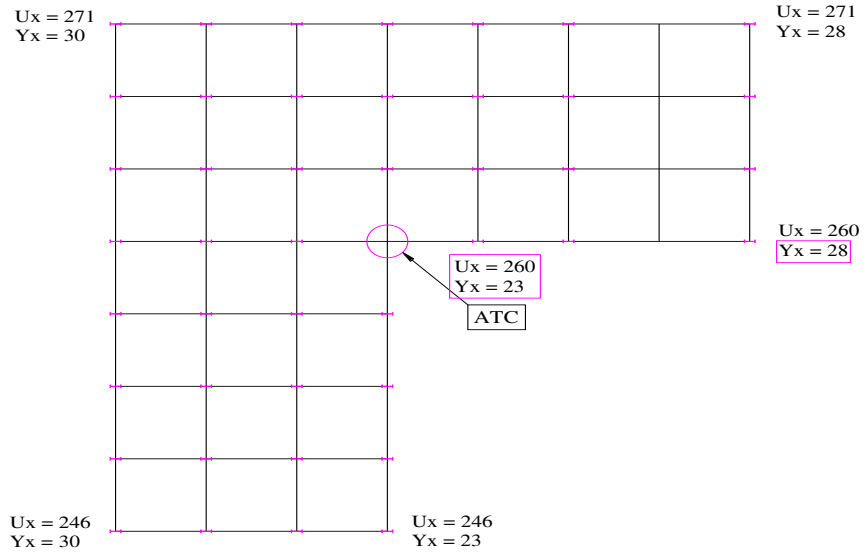 Ux = 271
Yx = 30
Ux = 271
Yx = 28
Ux = 260
Yx = 28
Ux = 260
Yx = 23
ATC
Ux = 246
Yx = 30
Ux = 246
Yx = 23